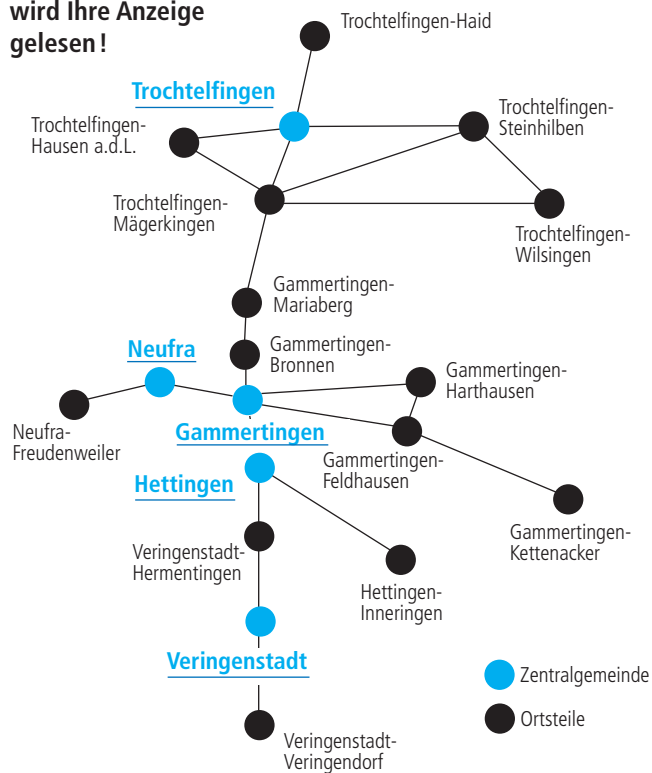 wird Ihre Anzeige
gelesen !
Trochtelfingen-Haid
Trochtelfingen
Trochtelfingen-
Steinhilben
Trochtelfingen-
Hausen a.d.L.
Trochtelfingen-
Mägerkingen
Trochtelfingen-
Wilsingen
Gammertingen-
Mariaberg
Neufra
Gammertingen-
Bronnen
Gammertingen-
Harthausen
Neufra-
Freudenweiler
Gammertingen
Gammertingen-
Feldhausen
Hettingen
Gammertingen-
Kettenacker
Veringenstadt-
Hermentingen
Hettingen-
Inneringen
Veringenstadt
Zentralgemeinde
Ortsteile
Veringenstadt-
Veringendorf